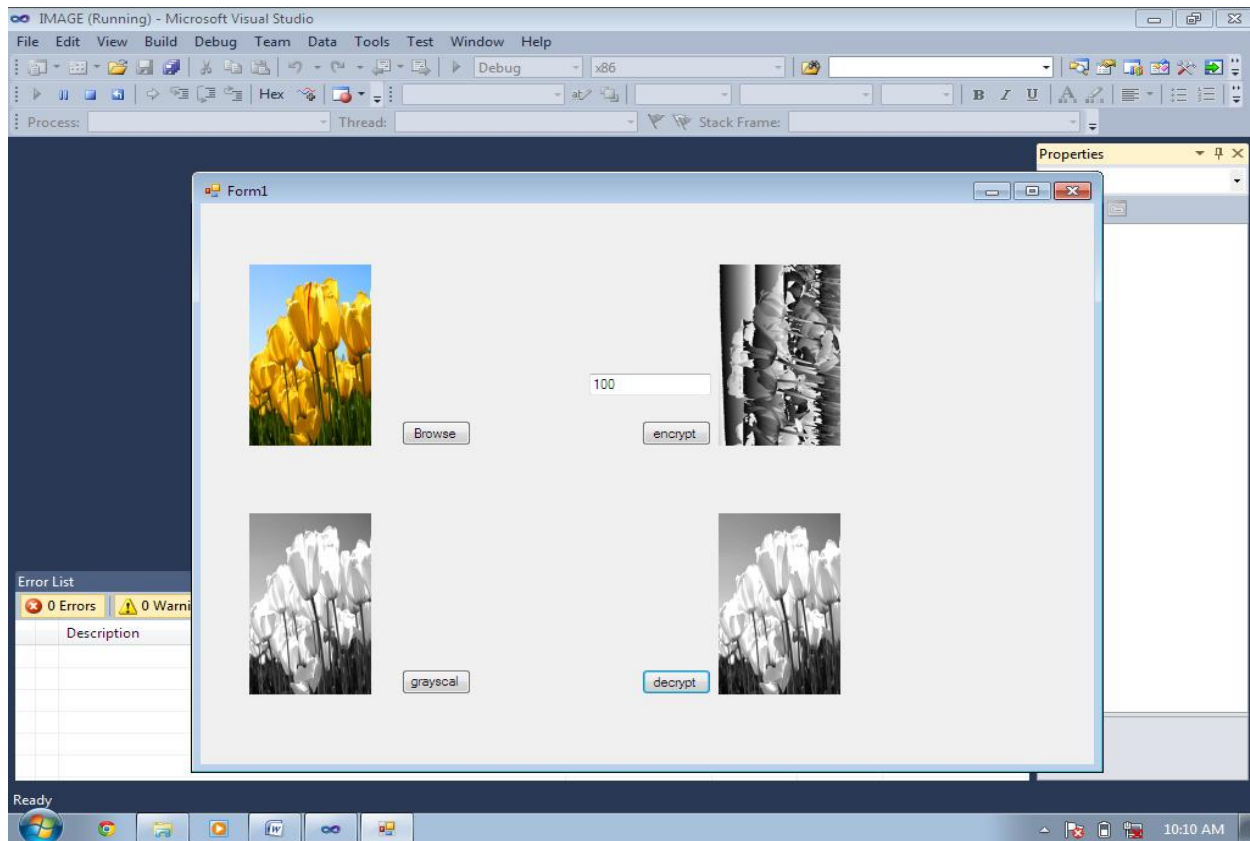 IMAGE (Running) - Microsoft Visual Studio
File Edit View Build Debug Team Data Tools Test Window Help
Debug x86
Hex B I U A
Process: Thread: Stack Frame:
Properties
Form1
100
Browse
encrypt
grayscal
decrypt
Error List
0 Errors 0 Warni
Description
Ready
W
10:10 AM